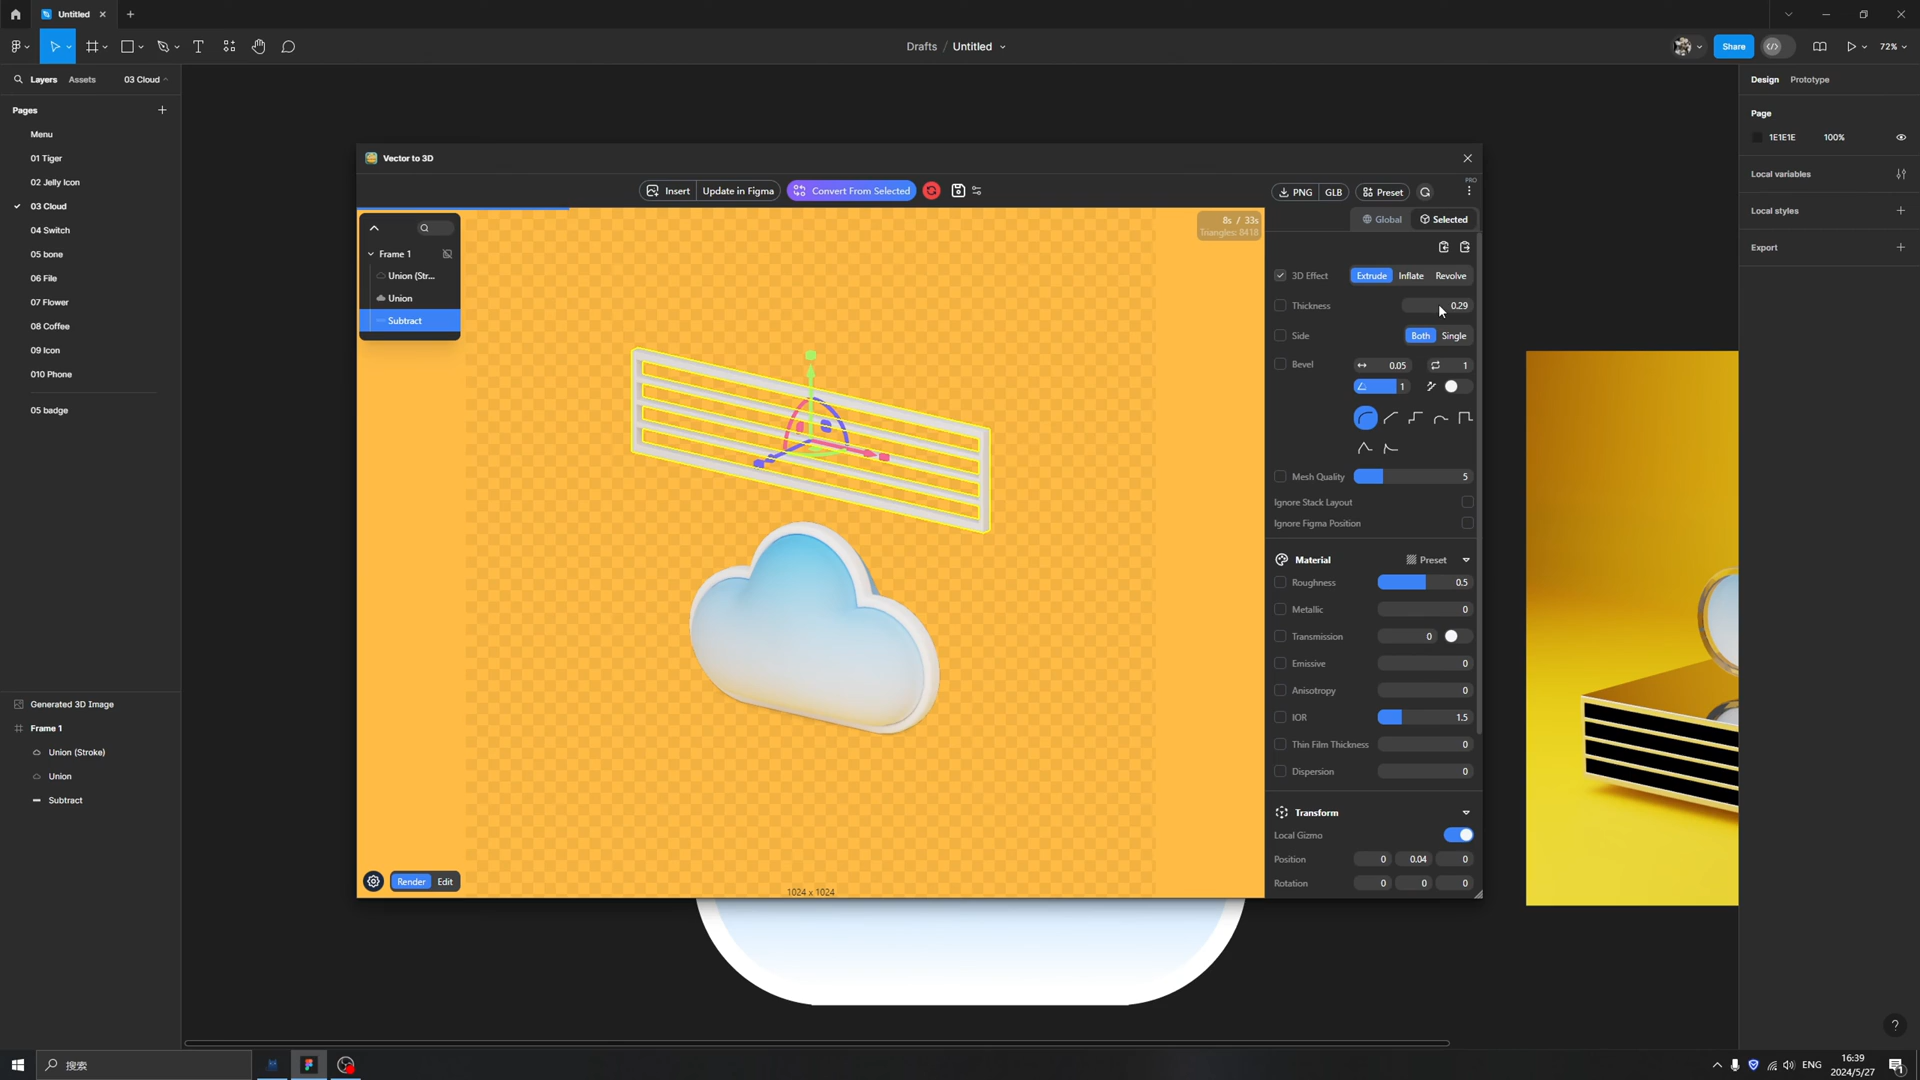 Untitled
Drafts / Untitled
Share
72%
Layers
Assets
03 Cloud
Design
Prototype
Pages
Menu
01 Tiger
02 Jelly Icon
03 Cloud
04 Switch
05 bone
06 File
07 Flower
08 Coffee
09 Icon
010 Phone
05 badge
Generated 3D Image
Frame 1
Union (Stroke)
Union
Subtract
Vector to 3D
Insert
Update in Figma
Convert From Selected
PNG
GLB
Preset
PRO
Frame 1
Union (Str...
Union
Subtract
8s / 33s
Triangles: 8418
Global
Selected
3D Effect
Extrude
Inflate
Revolve
Thickness
0.29
Side
Both
Single
Bevel
0.05
1
1
Mesh Quality
5
Ignore Stack Layout
Ignore Figma Position
Material
Preset
Roughness
0.5
Metallic
0
Transmission
0
Emissive
0
Anisotropy
0
IOR
1.5
Thin Film Thickness
0
Dispersion
0
Transform
Local Gizmo
Position
0
0.04
0
Rotation
0
0
0
Render
Edit
1024 x 1024
Page
1E1E1E
100%
Local variables
Local styles
Export
?
搜索
ENG
16:39
2024/5/27
1